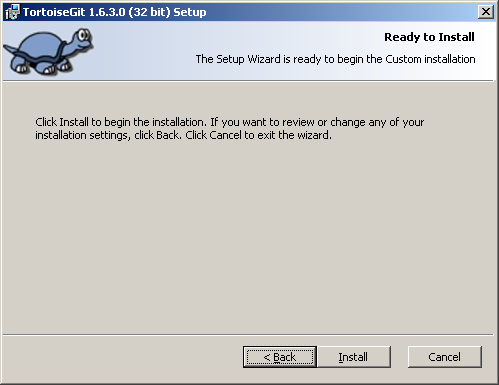 TortoiseGit 1.6.3.0 (32 bit) Setup
Ready to Install
The Setup Wizard is ready to begin the Custom installation
Click Install to begin the installation. If you want to review or change any of your
installation settings, click Back. Click Cancel to exit the wizard.
< Back Install Cancel